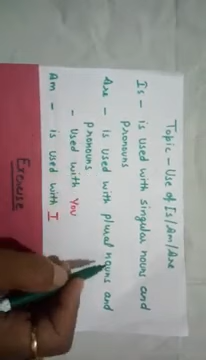 Topic - Use of Is/Am/Are
Is - is used with singular nouns and
pronouns
Are - is used with plural nouns and
pronouns
- Used with You
Am - is used with I
Exercise